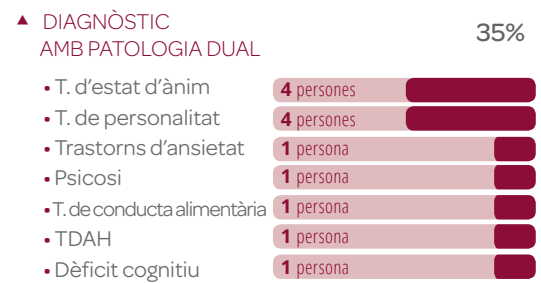 ▲ DIAGNÒSTIC
AMB PATOLOGIA DUAL 35%
• T. d'estat d'ànim 4 persones
• T. de personalitat 4 persones
• Trastorns d'ansietat 1 persona
• Psicosi 1 persona
• T. de conducta alimentària 1 persona
• TDAH 1 persona
• Dèficit cognitiu 1 persona